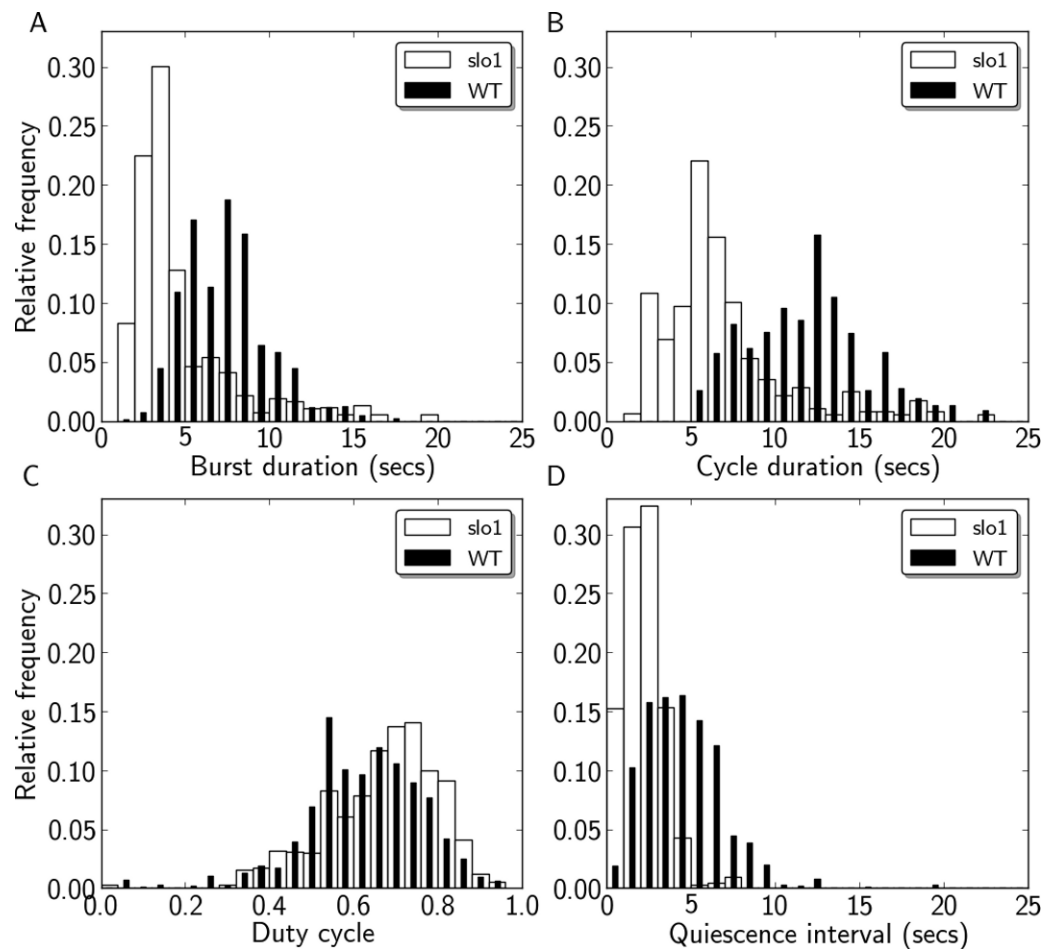 A
B
slo1
WT
slo1
WT
Relative frequency
0.30
0.25
0.20
0.15
0.10
0.05
0.00
0.30
0.25
0.20
0.15
0.10
0.05
0.00
0 5 10 15 20 25
0 5 10 15 20 25
Burst duration (secs)
Cycle duration (secs)
C
D
slo1
WT
slo1
WT
Relative frequency
0.30
0.25
0.20
0.15
0.10
0.05
0.00
0.30
0.25
0.20
0.15
0.10
0.05
0.00
0.0 0.2 0.4 0.6 0.8 1.0
0 5 10 15 20 25
Duty cycle
Quiescence interval (secs)